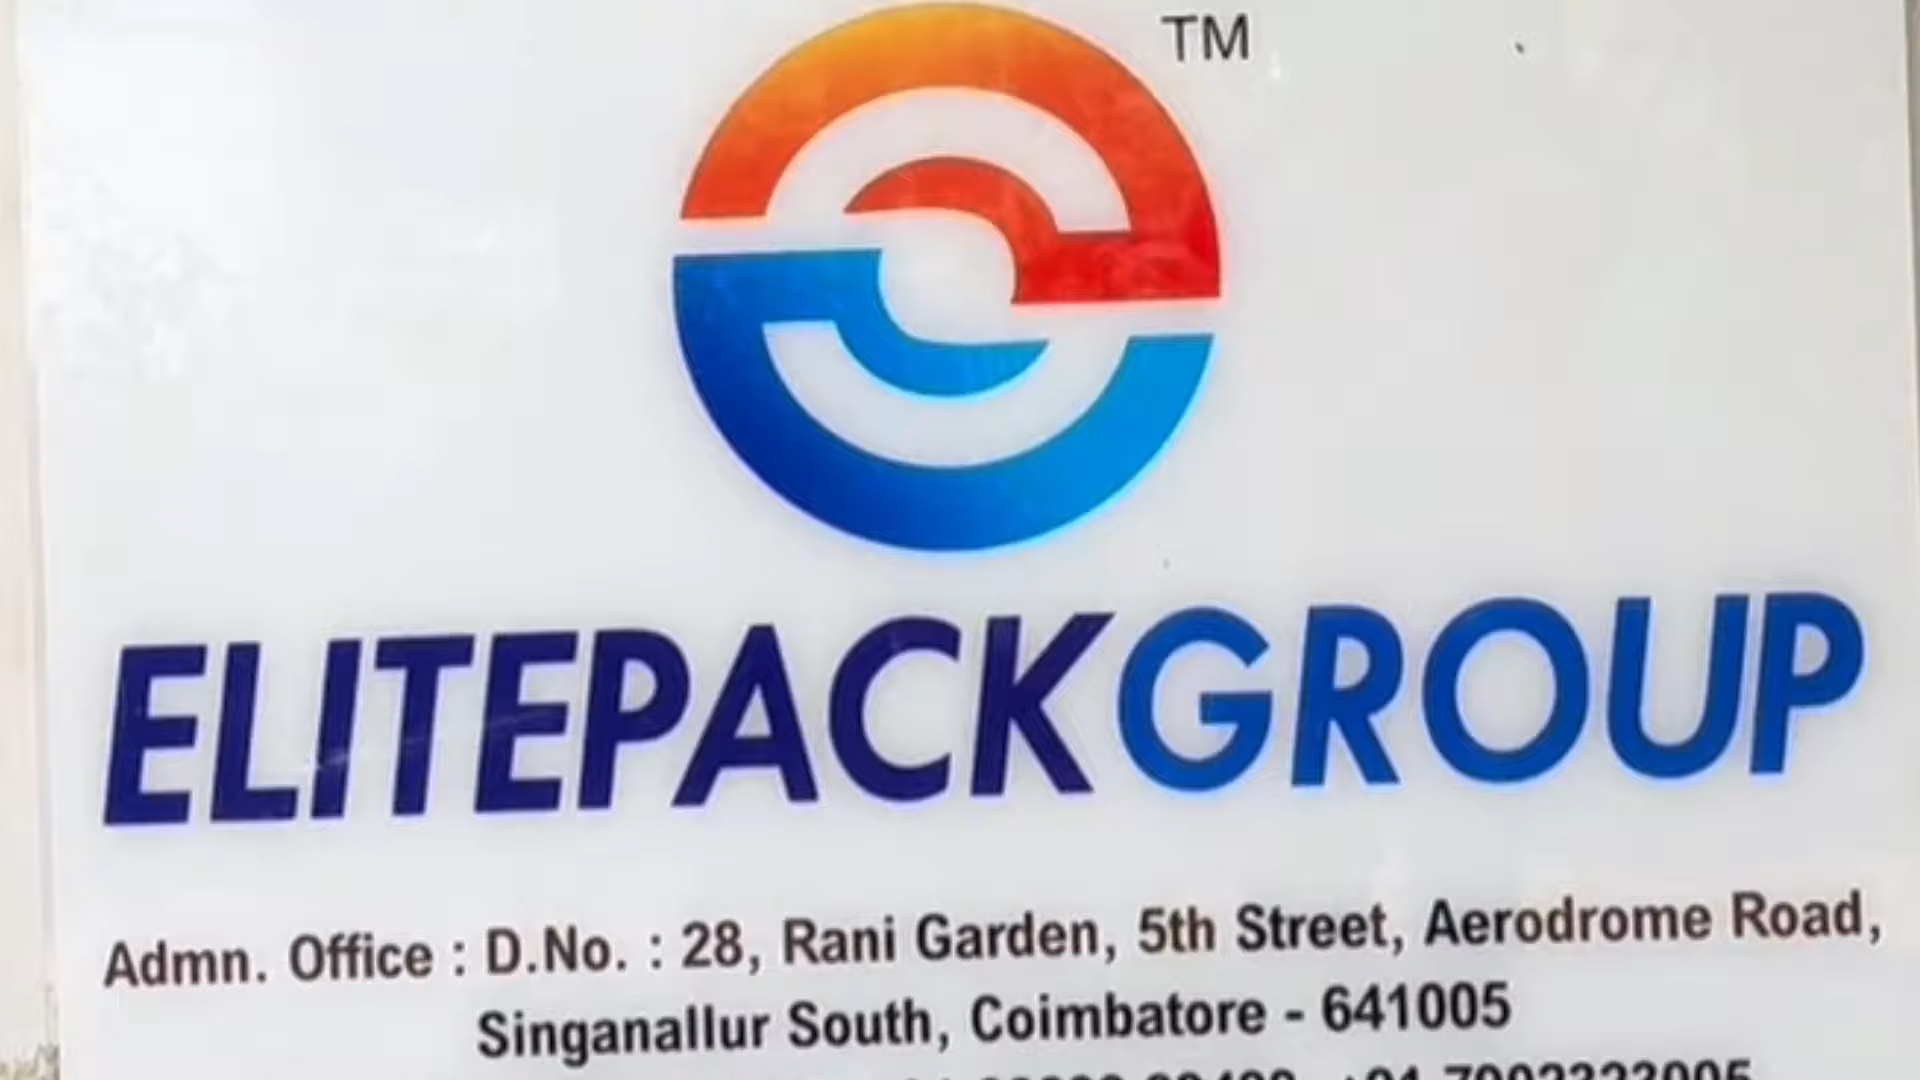 TM
ELITEPACKGROUP
Admn. Office : D.No. : 28, Rani Garden, 5th Street, Aerodrome Road,
Singanallur South, Coimbatore - 641005